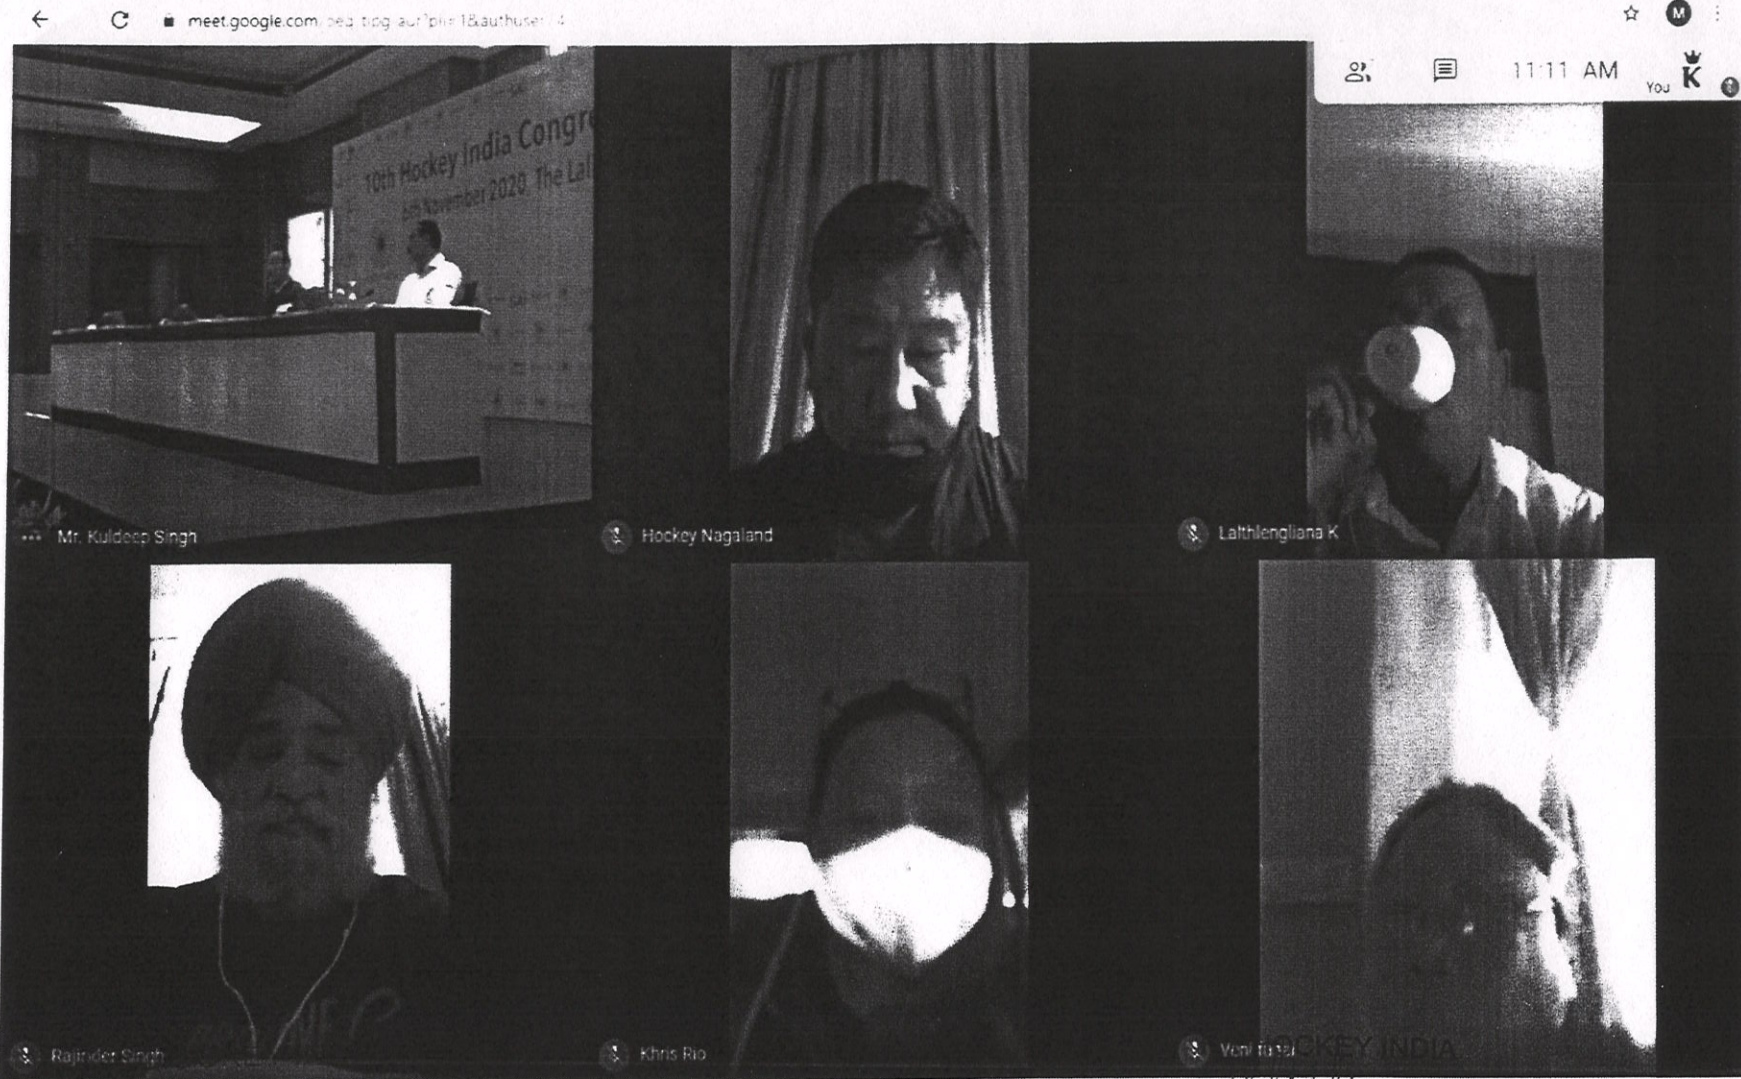 meet.google.com
11:11 AM
You
K
M
10th Hockey India Congre
November 2020, The Lal
Mr. Kuldeep Singh
Hockey Nagaland
Lalthlengliana K
Rajinder Singh
Khris Rio
HOCKEY INDIA